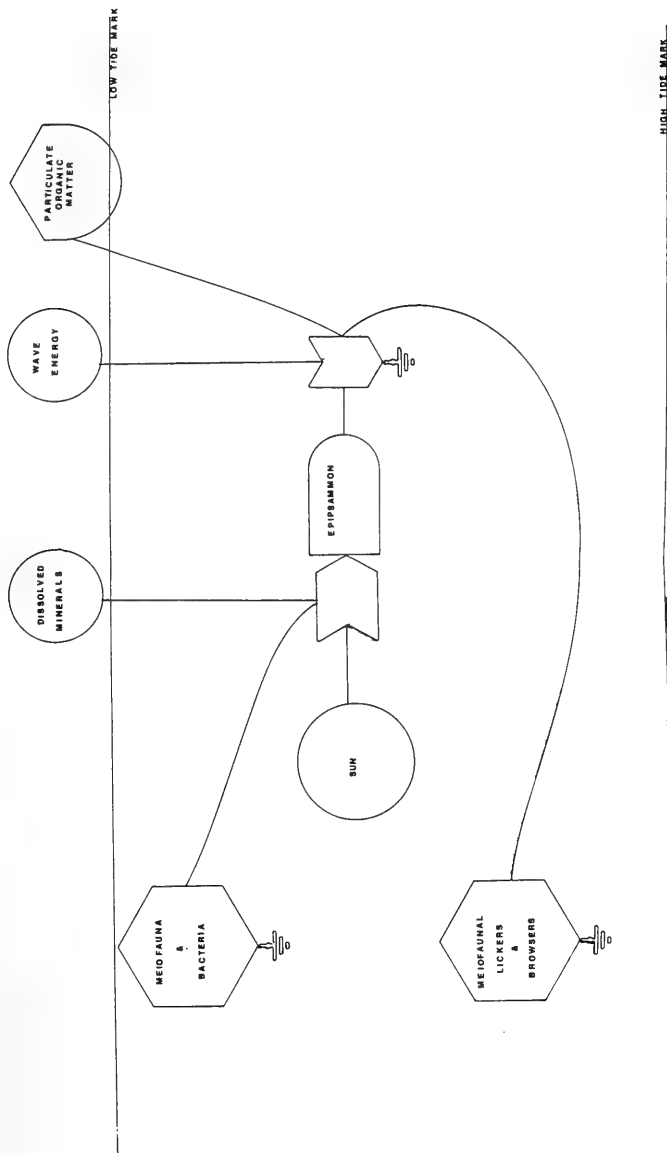 LOW TIDE MARK
PARTICULATE
ORGANIC
MATTER
WAVE
ENERGY
DISSOLVED
MINERALS
EPIPSAMMON
SUN
MEIOFAUNA
&
BACTERIA
MEIOFAUNAL
LICKERS
&
BROWSERS
HIGH TIDE MARK